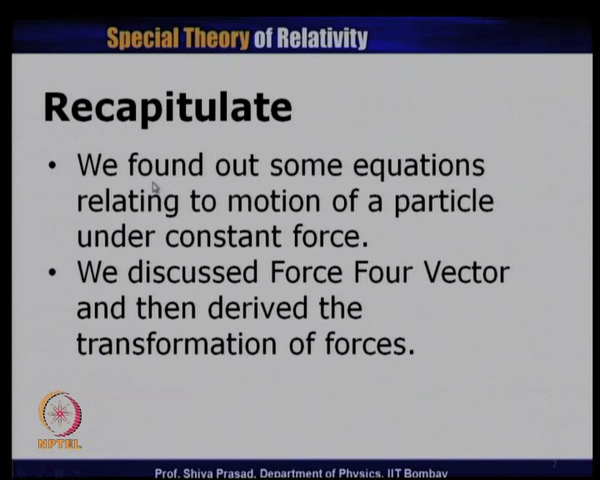 Special Theory of Relativity
Recapitulate
• We found out some equations
relating to motion of a particle
under constant force.
• We discussed Force Four Vector
and then derived the
transformation of forces.
NPTEL
Prof. Shiva Prasad, Department of Physics, IIT Bombay
2